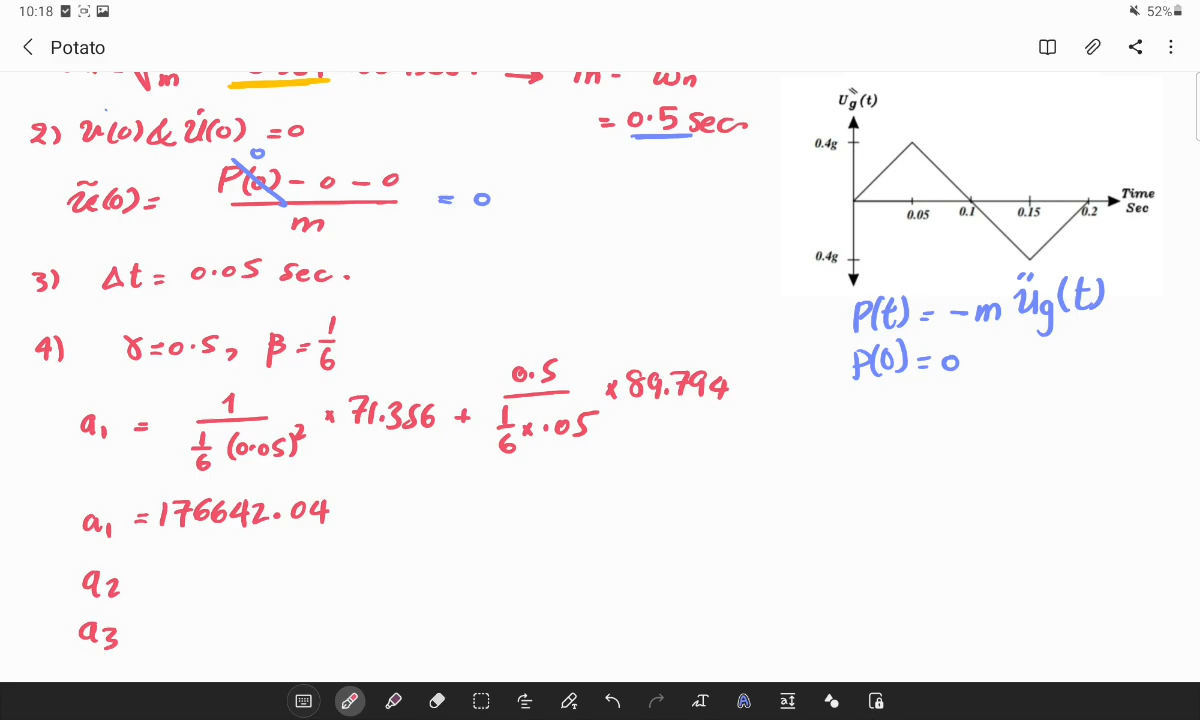 10:18 52%
Potato
= 0.5 sec
2) u(0) & u̇(0) = 0
0
ü(0) = P(0) - 0 - 0 / m = 0
3) Δt = 0.05 sec.
4) γ=0.5, β = 1/6
a1 = 1 / (1/6 (0.05)²) × 71.356 + 0.5 / (1/6 × .05) × 89.794
a1 = 176642.04
a2
a3
Ug(t)
0.4g
Time
Sec
0.05 0.1 0.15 0.2
0.4g
P(t) = -m üg(t)
P(0) = 0